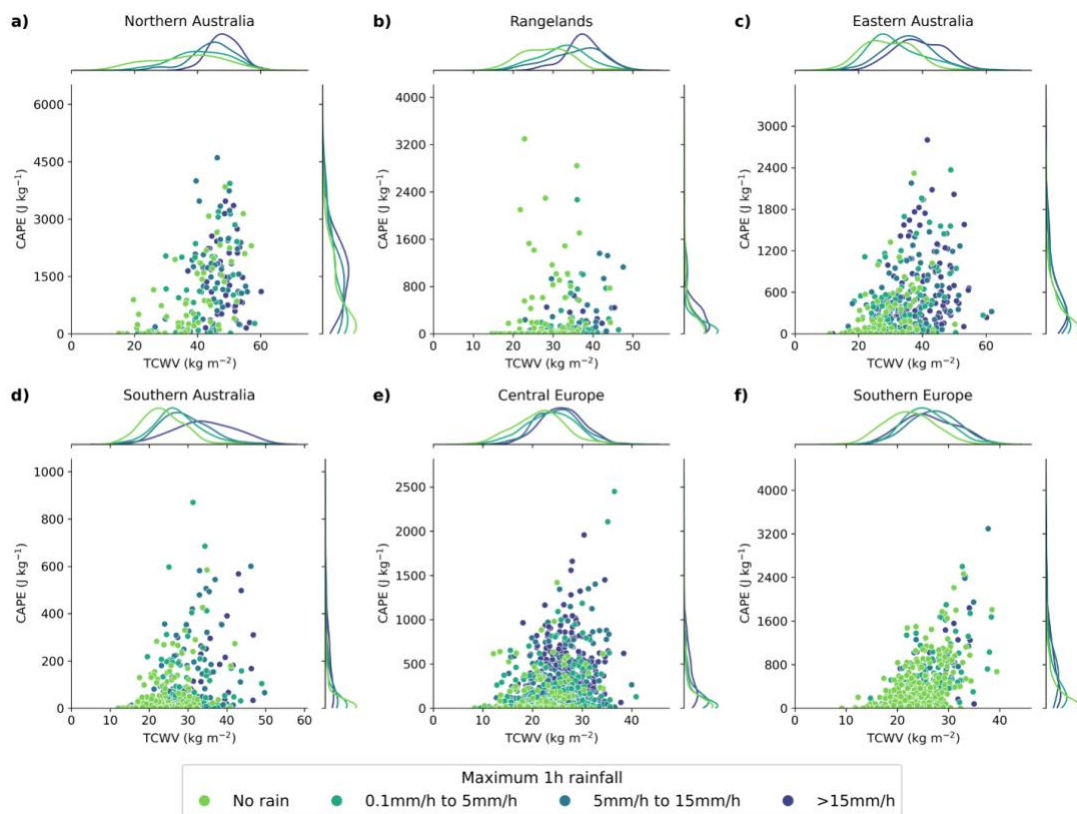 a) Northern Australia
CAPE (J kg⁻¹)
6000
4500
3000
1500
0
0 20 40 60
TCWV (kg m⁻²)
b) Rangelands
CAPE (J kg⁻¹)
4000
3200
2400
1600
800
0
0 10 20 30 40 50
TCWV (kg m⁻²)
c) Eastern Australia
CAPE (J kg⁻¹)
3000
2400
1800
1200
600
0
0 20 40 60
TCWV (kg m⁻²)
d) Southern Australia
CAPE (J kg⁻¹)
1000
800
600
400
200
0
0 10 20 30 40 50 60
TCWV (kg m⁻²)
e) Central Europe
CAPE (J kg⁻¹)
2500
2000
1500
1000
500
0
0 10 20 30 40
TCWV (kg m⁻²)
f) Southern Europe
CAPE (J kg⁻¹)
4000
3200
2400
1600
800
0
0 10 20 30 40
TCWV (kg m⁻²)
Maximum 1h rainfall
No rain 0.1mm/h to 5mm/h 5mm/h to 15mm/h >15mm/h